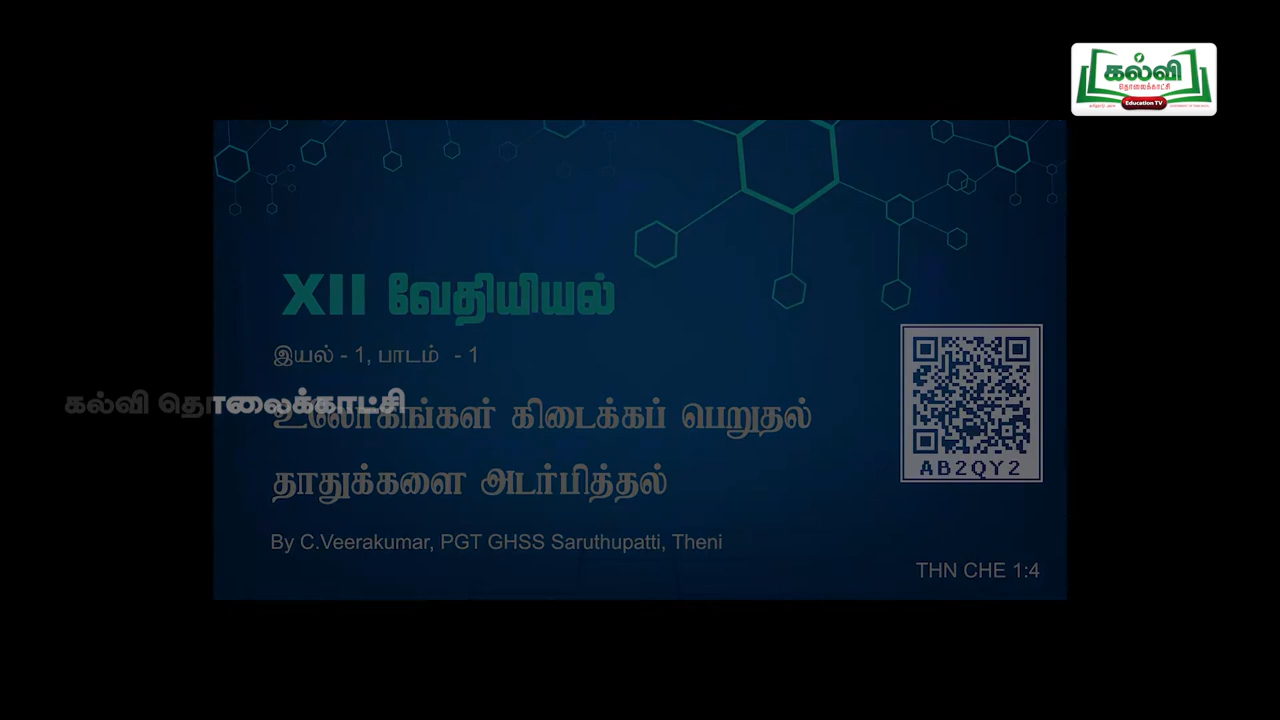 கல்வி
தொலைக்காட்சி
Education TV
XII வேதியியல்
இயல் - 1, பாடம் - 1
கல்வி தொலைக்காட்சி
உலோகங்கள் கிடைக்கப் பெறுதல்
தாதுக்களை அடர்பித்தல்
AB2QY2
By C.Veerakumar, PGT GHSS Saruthupatti, Theni
THN CHE 1:4